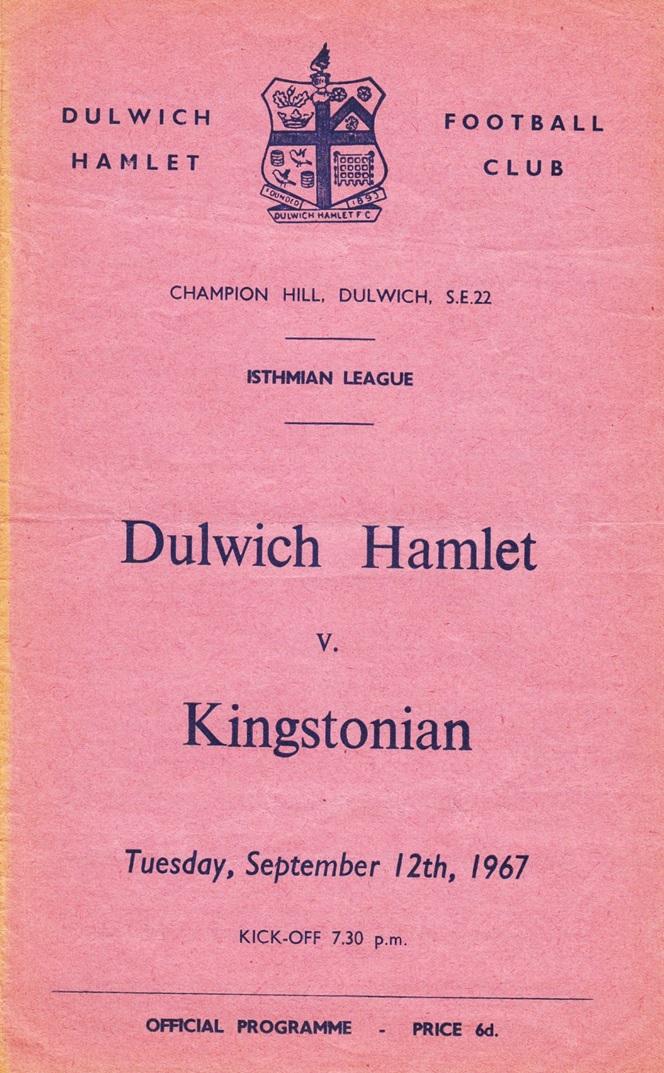 DULWICH HAMLET
FOOTBALL CLUB
FOUNDED 1893
DULWICH HAMLET F C
CHAMPION HILL, DULWICH, S.E.22
ISTHMIAN LEAGUE
Dulwich Hamlet
v.
Kingstonian
Tuesday, September 12th, 1967
KICK-OFF 7.30 p.m.
OFFICIAL PROGRAMME - PRICE 6d.